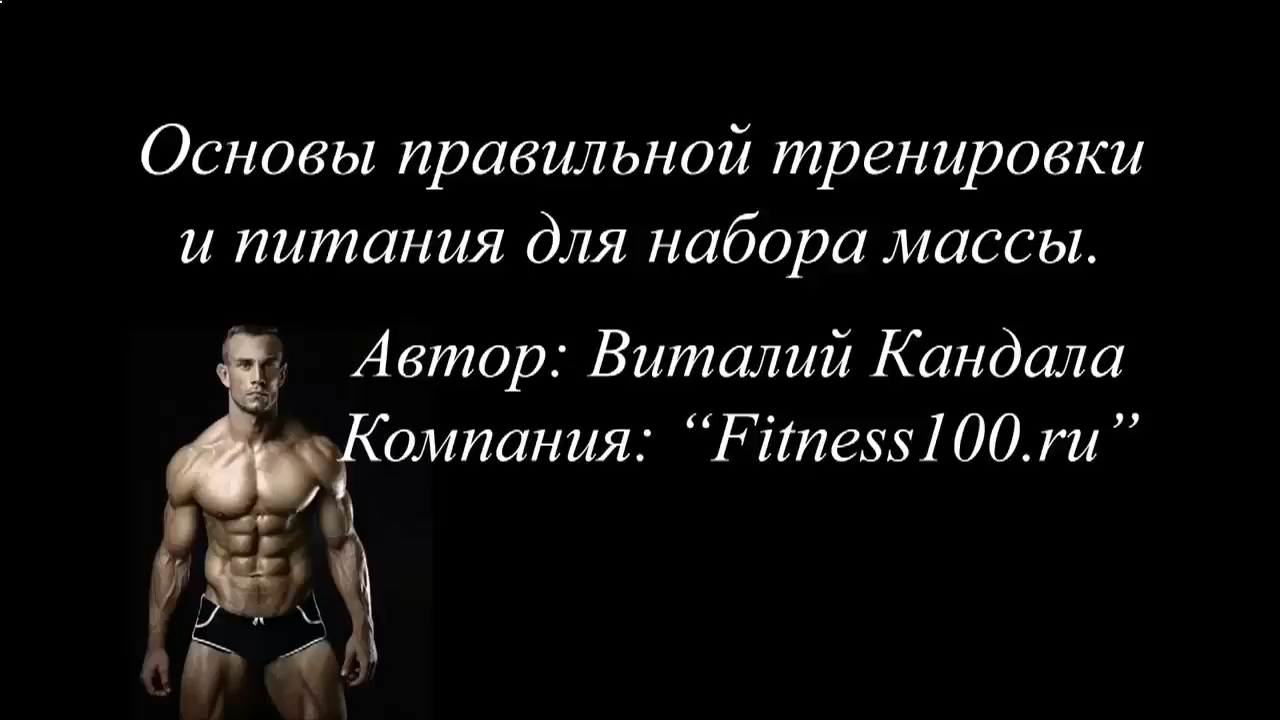 Основы правильной тренировки
и питания для набора массы.
Автор: Виталий Кандала
Компания: “Fitness100.ru”